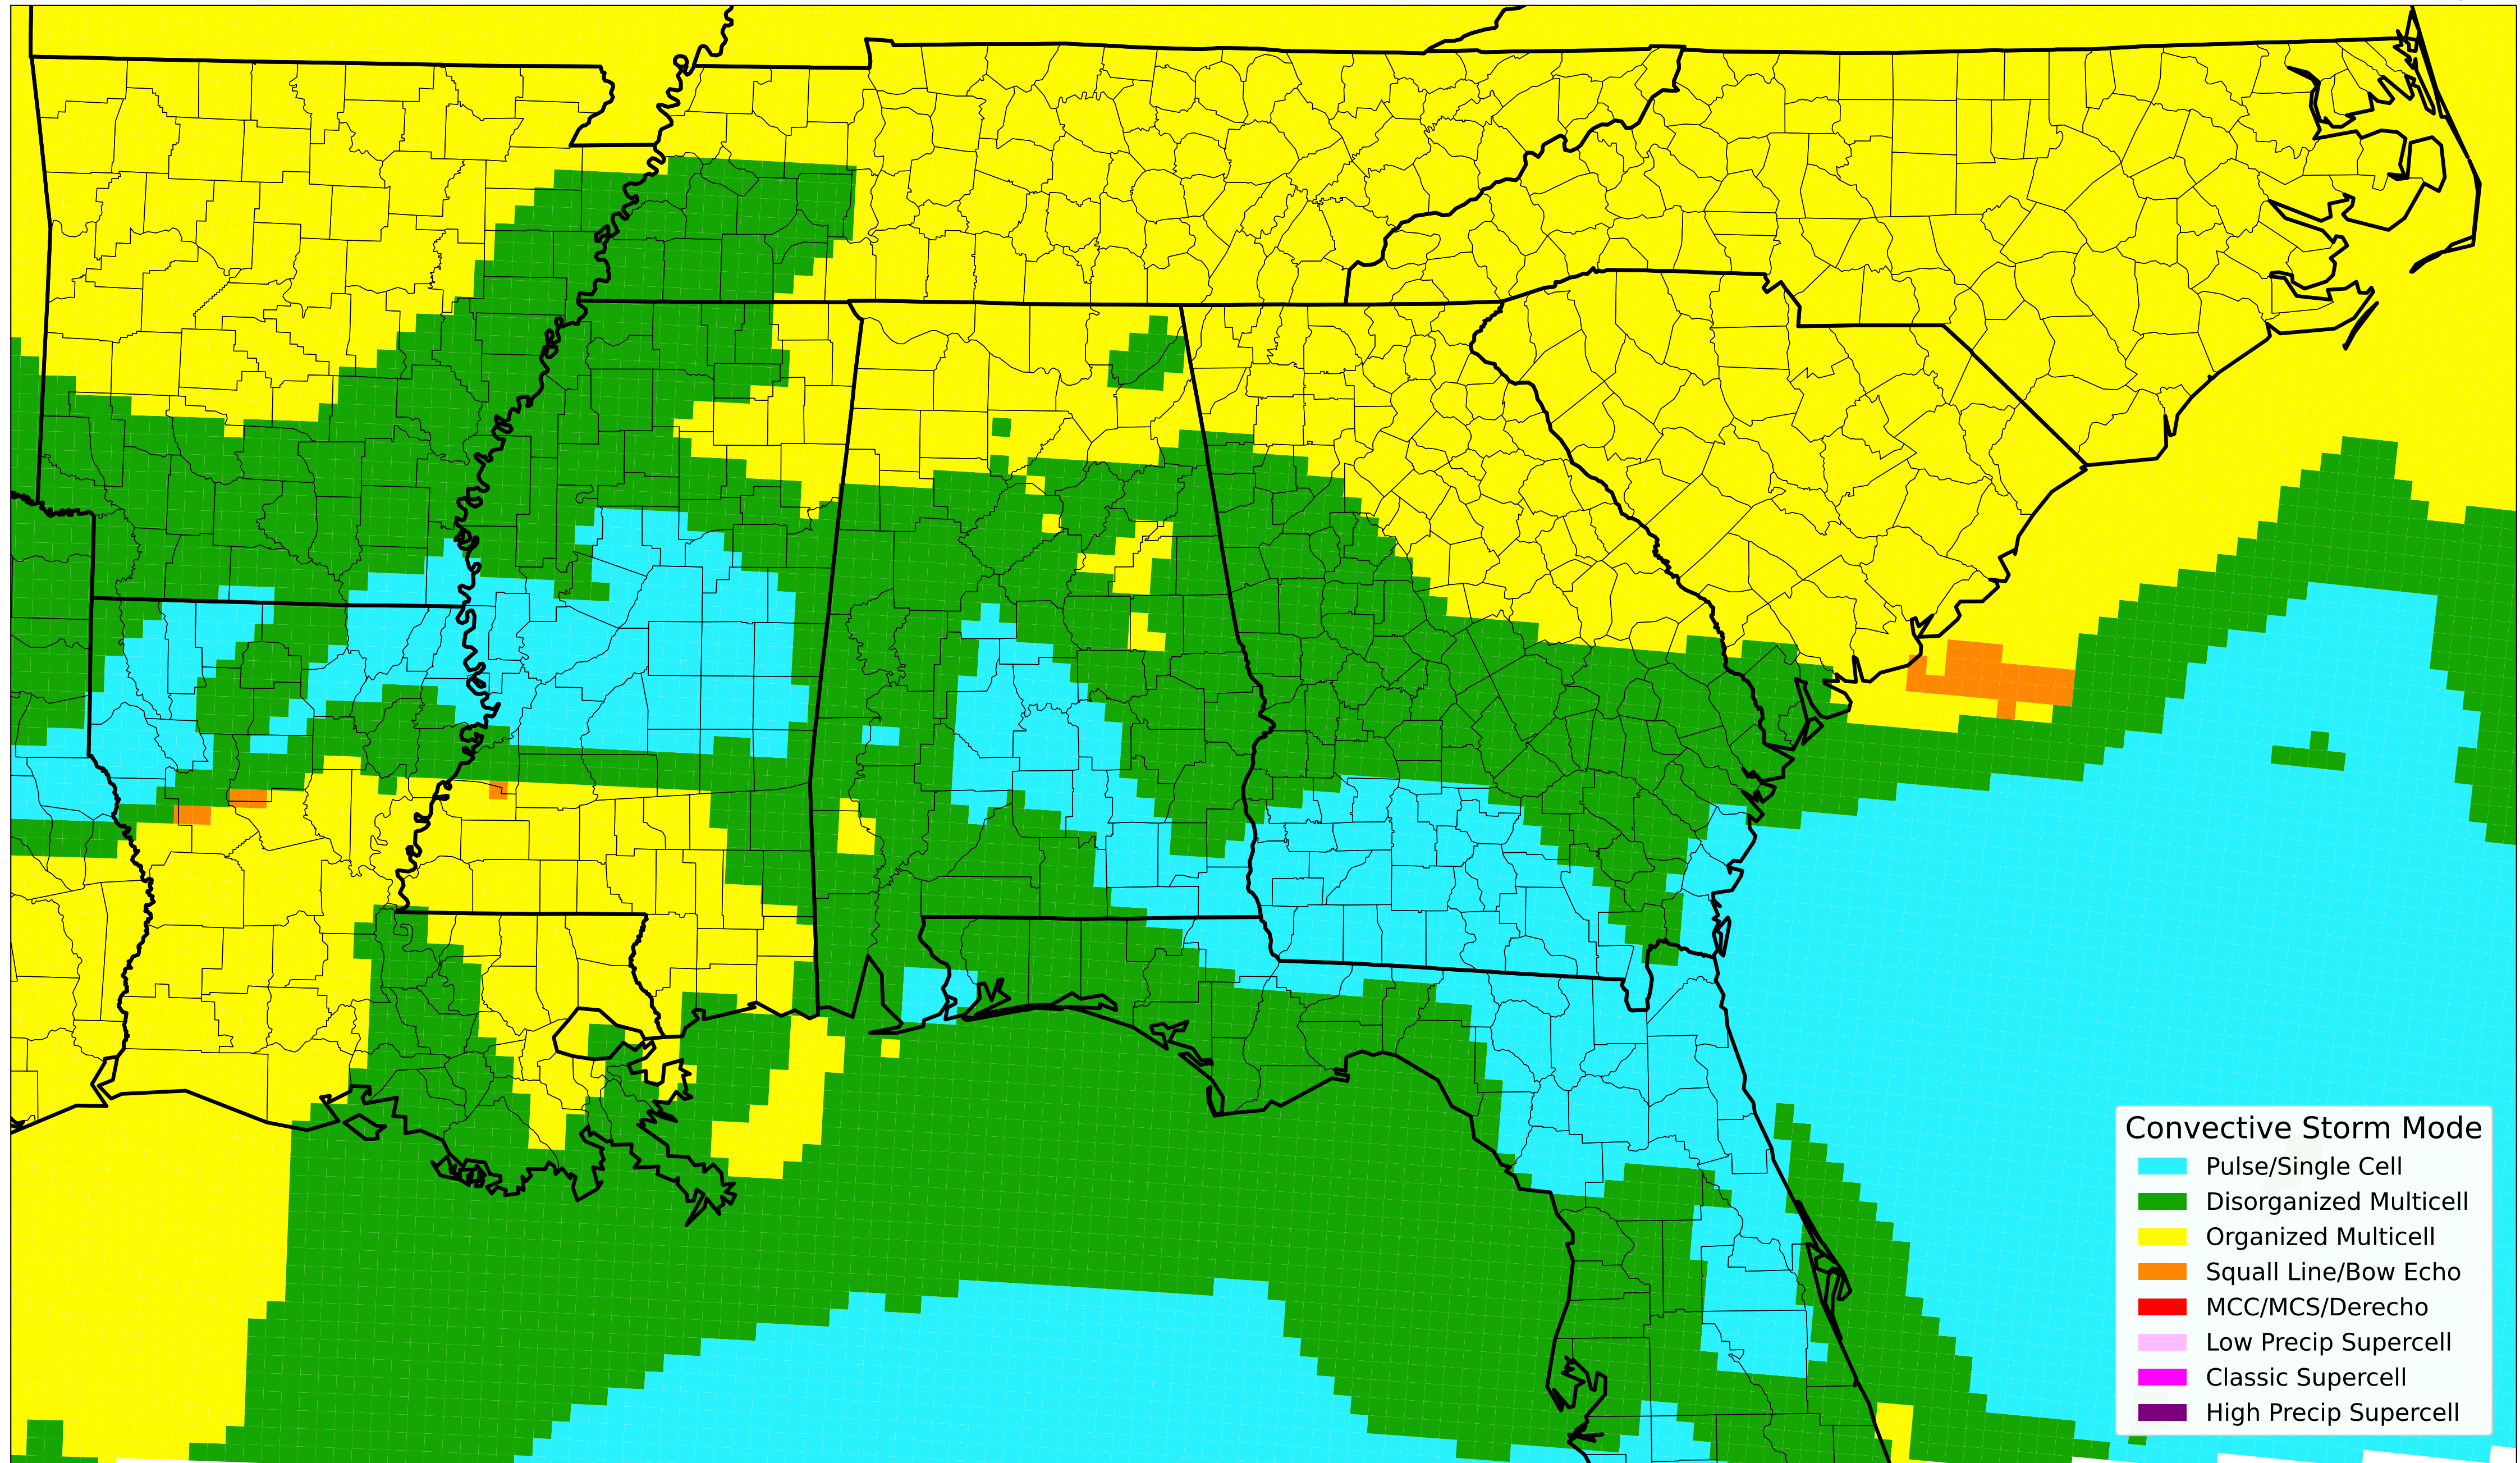 Convective Storm Mode
Pulse/Single Cell
Disorganized Multicell
Organized Multicell
Squall Line/Bow Echo
MCC/MCS/Derecho
Low Precip Supercell
Classic Supercell
High Precip Supercell